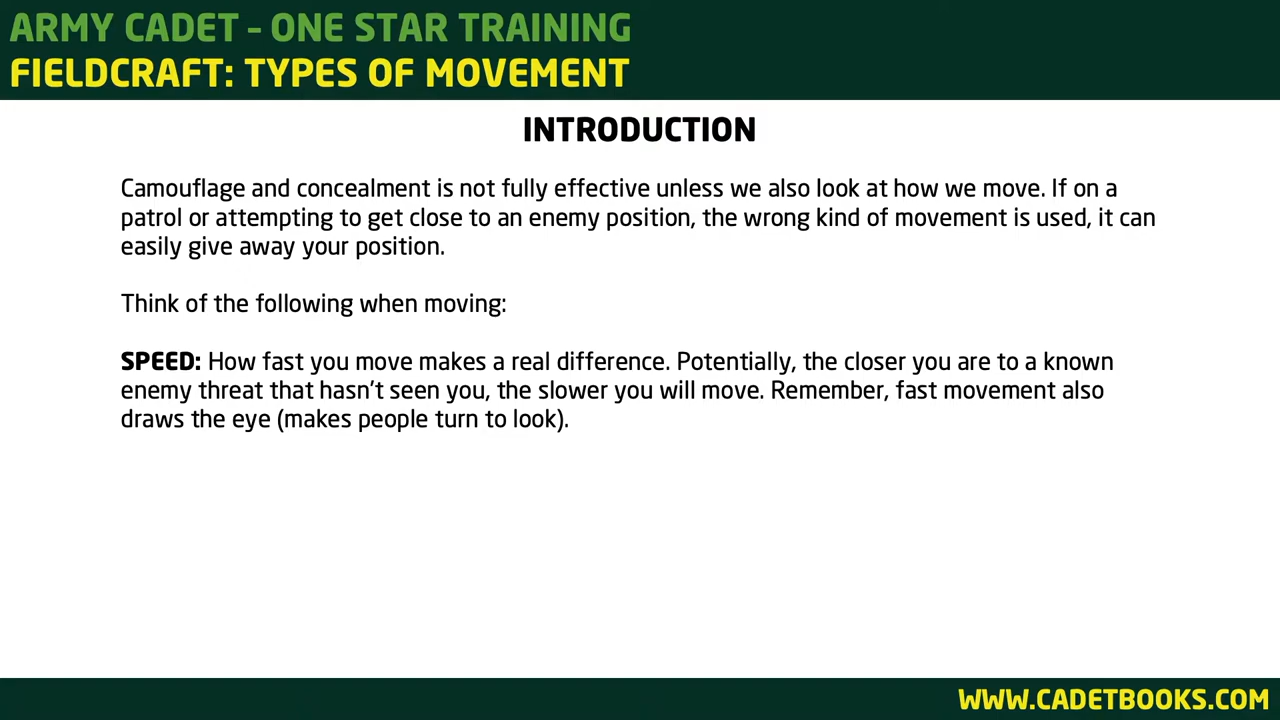 ARMY CADET – ONE STAR TRAINING
FIELDCRAFT: TYPES OF MOVEMENT
INTRODUCTION
Camouflage and concealment is not fully effective unless we also look at how we move. If on a
patrol or attempting to get close to an enemy position, the wrong kind of movement is used, it can
easily give away your position.
Think of the following when moving:
SPEED: How fast you move makes a real difference. Potentially, the closer you are to a known
enemy threat that hasn't seen you, the slower you will move. Remember, fast movement also
draws the eye (makes people turn to look).
WWW.CADETBOOKS.COM